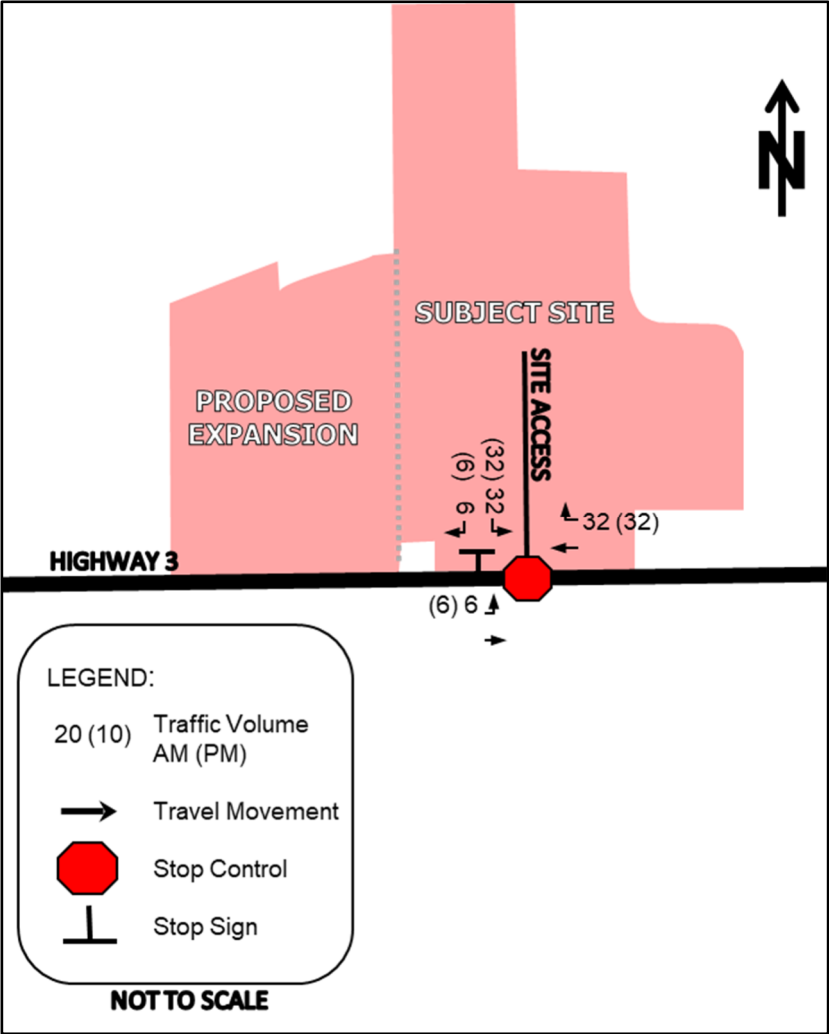 N
SUBJECT SITE
SITE ACCESS
PROPOSED
EXPANSION
(6) 6
(32) 32
32 (32)
HIGHWAY 3
(6) 6
LEGEND:
20 (10)
Traffic Volume
AM (PM)
Travel Movement
Stop Control
Stop Sign
NOT TO SCALE